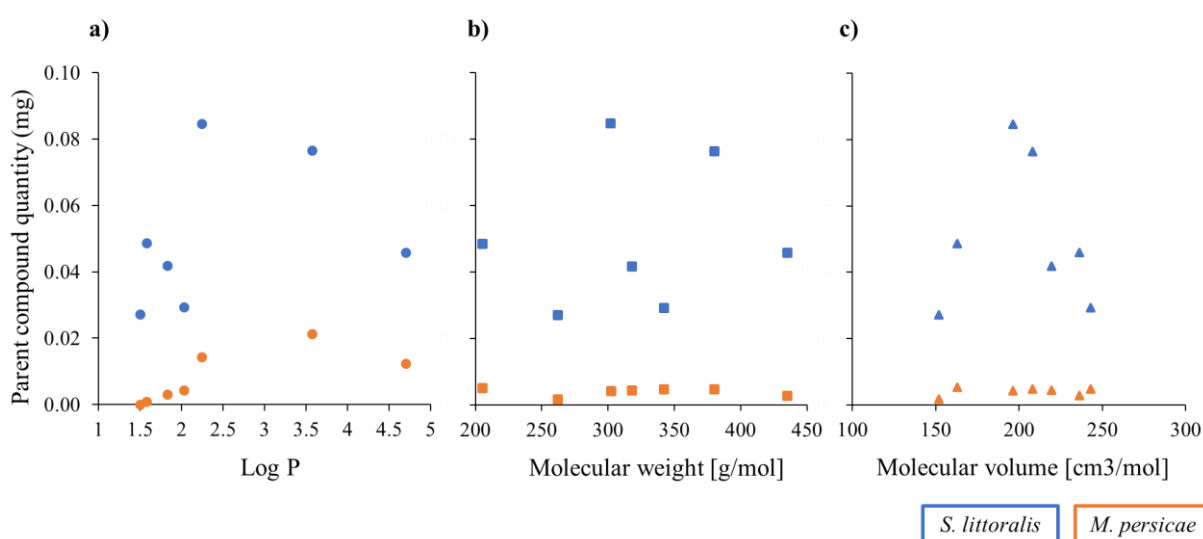 a)
b)
c)
Parent compound quantity (mg)
0.10
0.08
0.06
0.04
0.02
0.00
1 1.5 2 2.5 3 3.5 4 4.5 5
Log P
200 250 300 350 400 450
Molecular weight [g/mol]
100 150 200 250 300
Molecular volume [cm3/mol]
S. littoralis
M. persicae